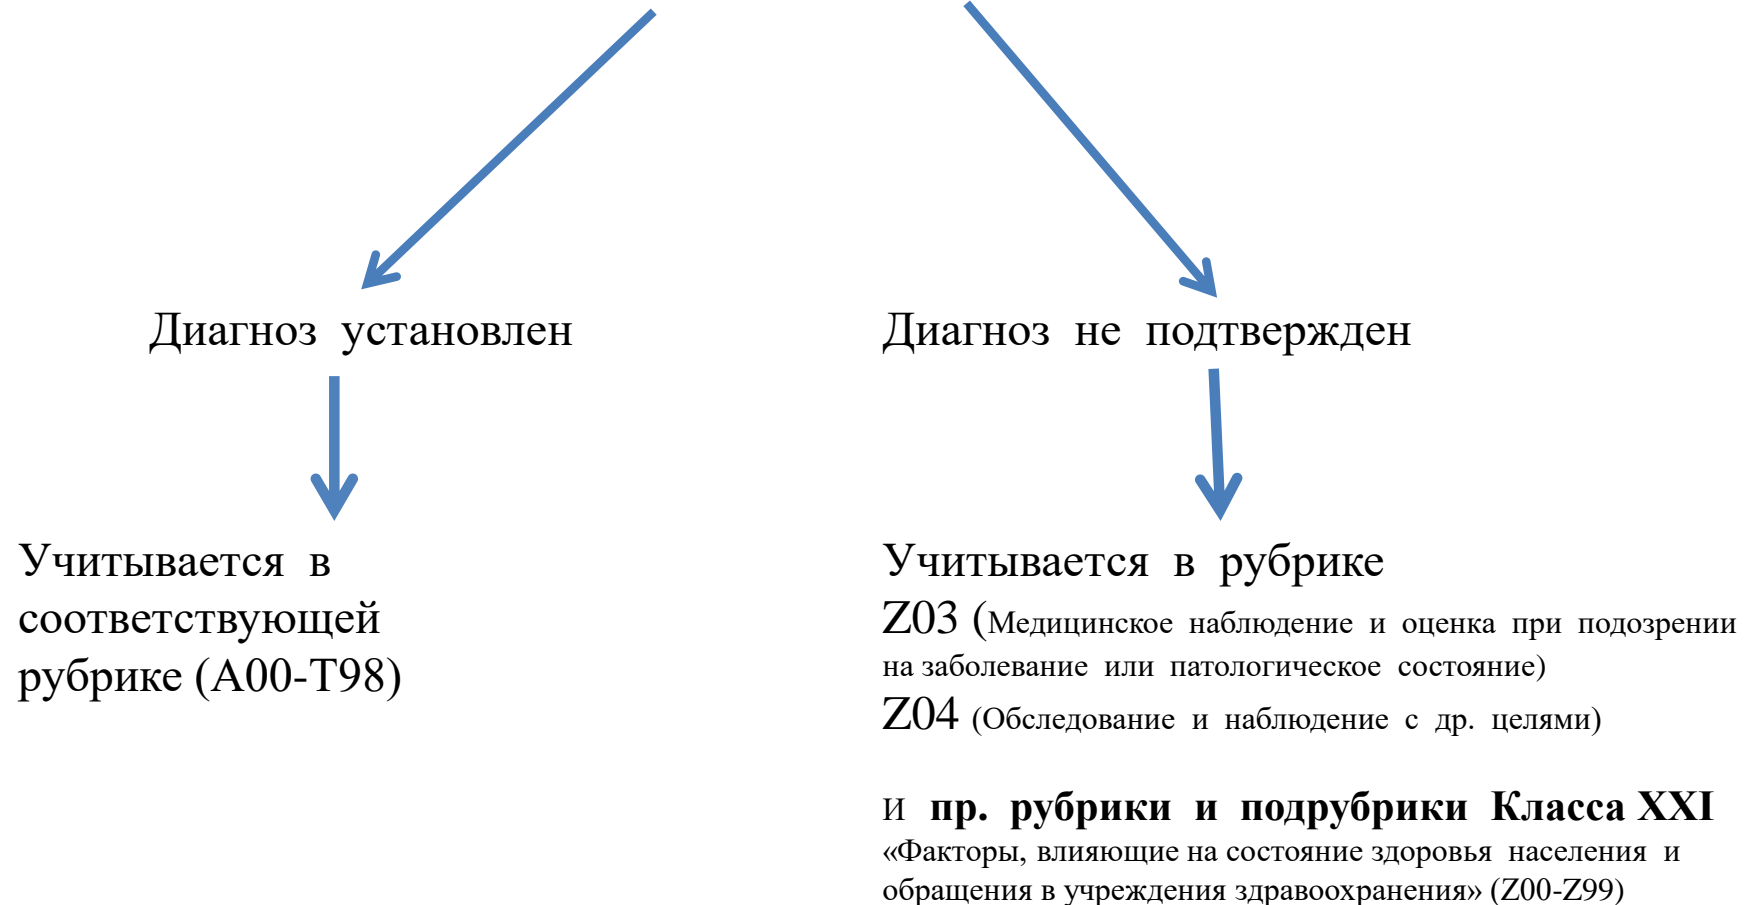 Диагноз установлен
Диагноз не подтвержден
Учитывается в
соответствующей
рубрике (A00-T98)
Учитывается в рубрике
Z03 (Медицинское наблюдение и оценка при подозрении
на заболевание или патологическое состояние)
Z04 (Обследование и наблюдение с др. целями)
И пр. рубрики и подрубрики Класса XXI
«Факторы, влияющие на состояние здоровья населения и
обращения в учреждения здравоохранения» (Z00-Z99)